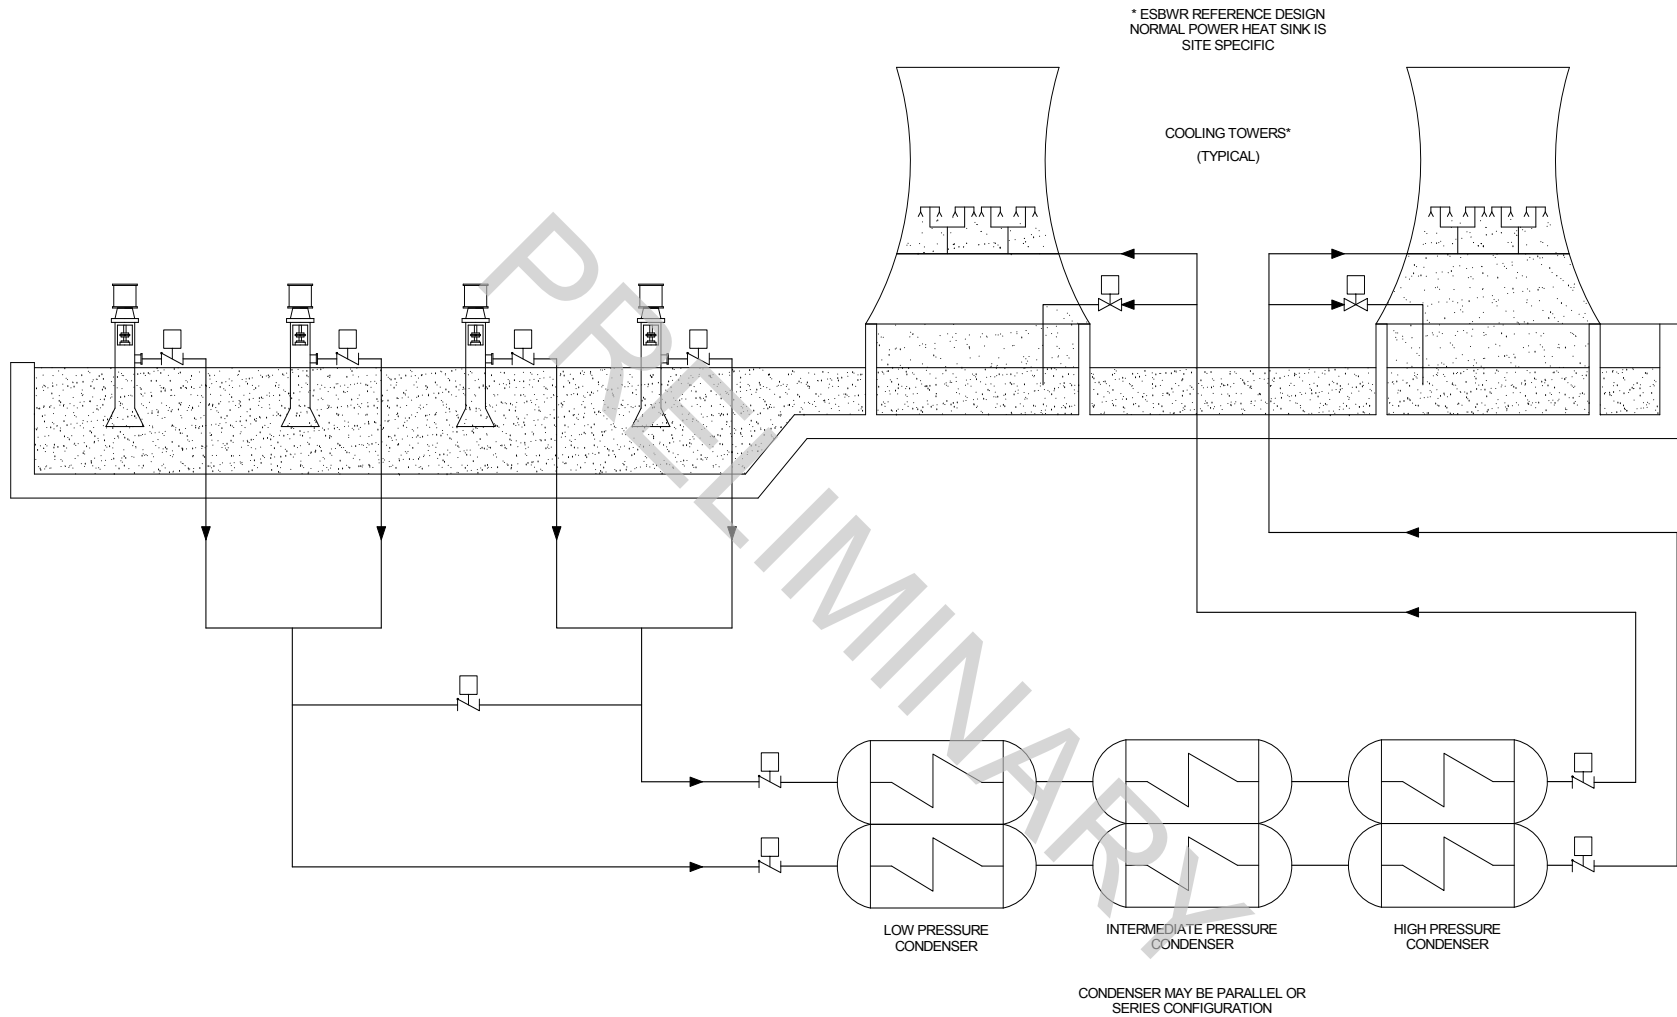 * ESBWR REFERENCE DESIGN
NORMAL POWER HEAT SINK IS
SITE SPECIFIC
COOLING TOWERS*
(TYPICAL)
PRELIMINARY
LOW PRESSURE
CONDENSER
INTERMEDIATE PRESSURE
CONDENSER
HIGH PRESSURE
CONDENSER
CONDENSER MAY BE PARALLEL OR
SERIES CONFIGURATION